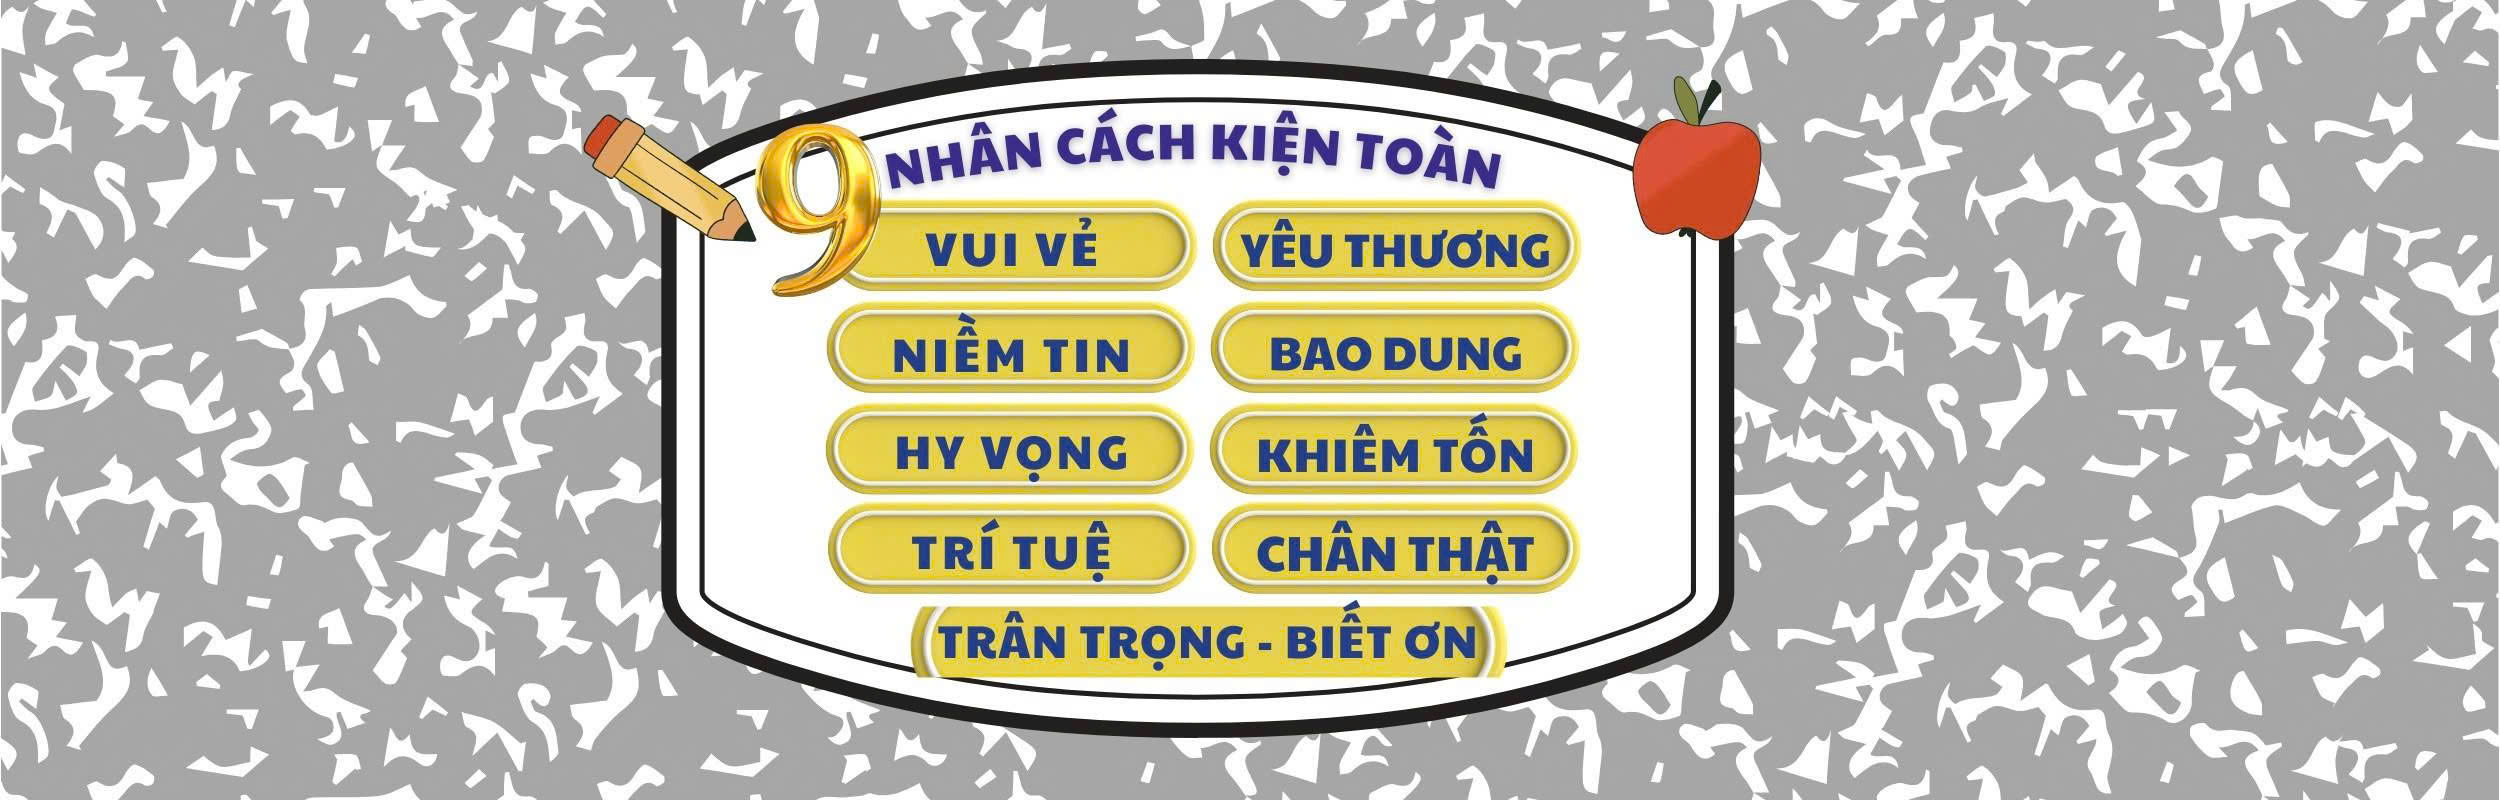 9 NHÂN CÁCH KIỆN TOAN
VUI VẺ
YÊU THƯƠNG
NIỀM TIN
BAO DUNG
HY VỌNG
KHIÊM TỐN
TRÍ TUỆ
CHÂN THẬT
TRÂN TRỌNG - BIẾT ƠN